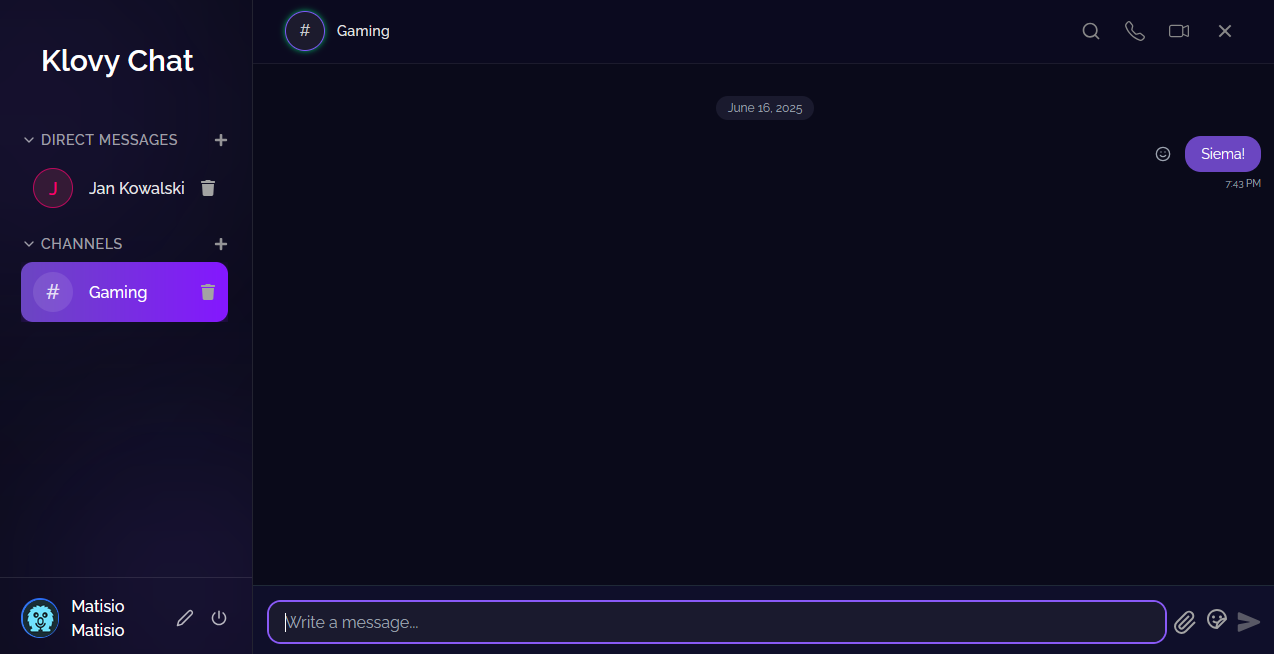 Klovy Chat
DIRECT MESSAGES
J
Jan Kowalski
CHANNELS
#
Gaming
Matisio
Matisio
#
Gaming
June 16, 2025
Siema!
7:43 PM
Write a message...